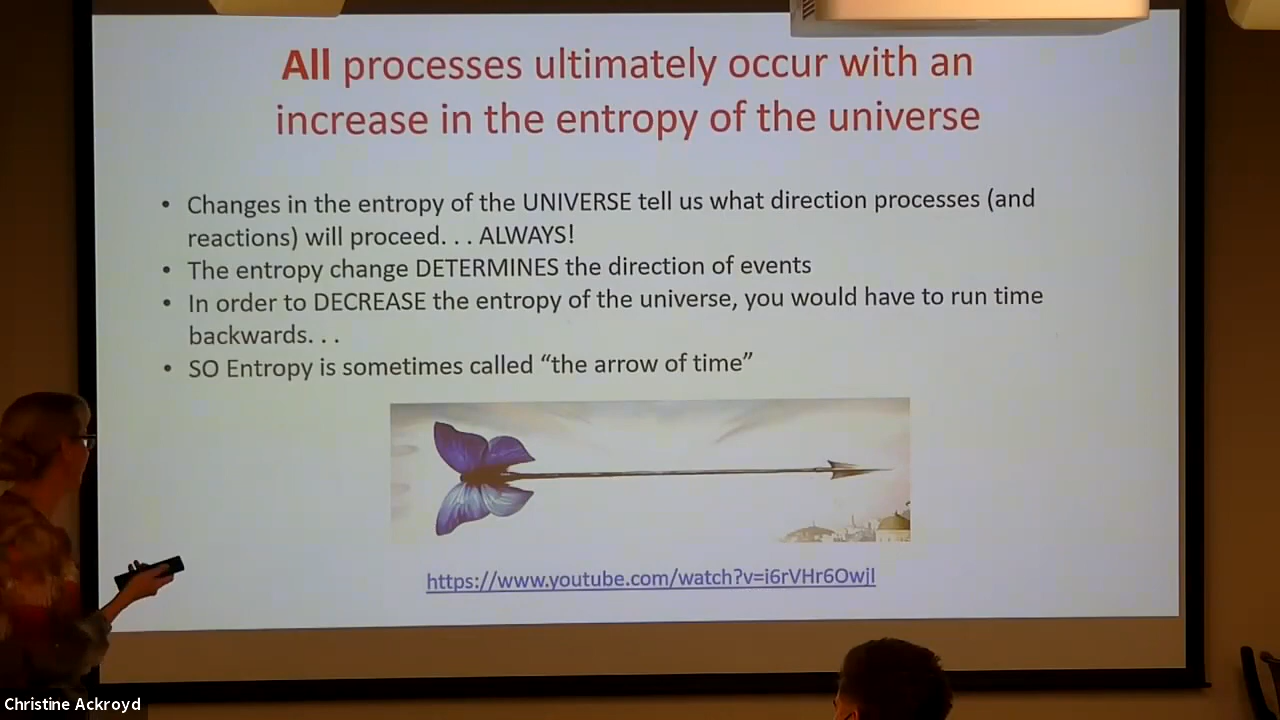 All processes ultimately occur with an
increase in the entropy of the universe
• Changes in the entropy of the UNIVERSE tell us what direction processes (and
reactions) will proceed. . . ALWAYS!
• The entropy change DETERMINES the direction of events
• In order to DECREASE the entropy of the universe, you would have to run time
backwards. . .
• SO Entropy is sometimes called “the arrow of time”
https://www.youtube.com/watch?v=i6rVHr6OwjI
Christine Ackroyd